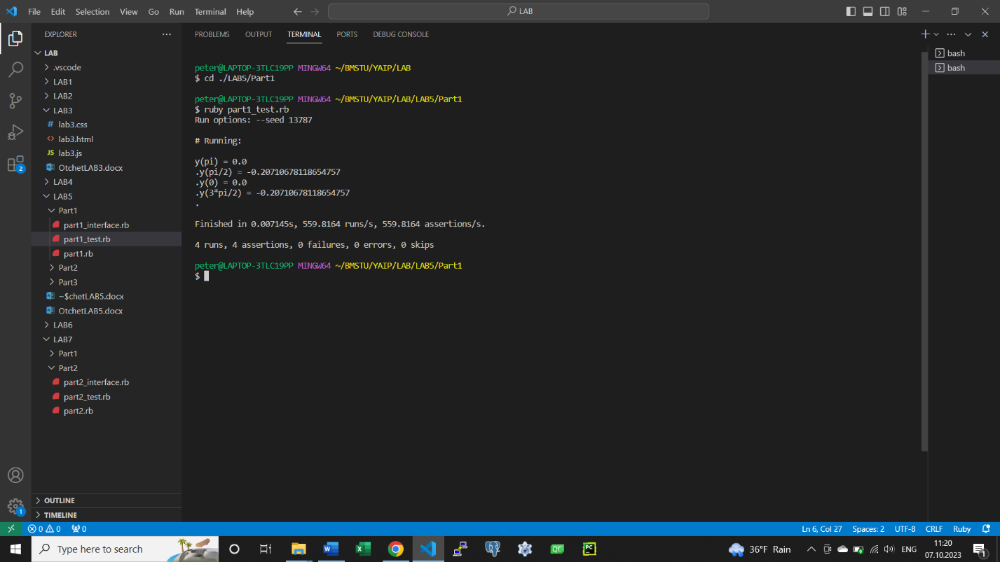 File Edit Selection View Go Run Terminal Help
LAB
EXPLORER
PROBLEMS OUTPUT TERMINAL PORTS DEBUG CONSOLE
LAB
.vscode
LAB1
LAB2
LAB3
# lab3.css
<> lab3.html
JS lab3.js
OtchetLAB3.docx
LAB4
LAB5
Part1
part1_interface.rb
part1_test.rb
part1.rb
Part2
Part3
~$chetLAB5.docx
OtchetLAB5.docx
LAB6
LAB7
Part1
Part2
part2_interface.rb
part2_test.rb
part2.rb
OUTLINE
TIMELINE
2
1
peter@LAPTOP-3TLC19PP MINGW64 ~/BMSTU/YAIP/LAB
$ cd ./LAB5/Part1
peter@LAPTOP-3TLC19PP MINGW64 ~/BMSTU/YAIP/LAB/LAB5/Part1
$ ruby part1_test.rb
Run options: --seed 13787
# Running:
y(pi) = 0.0
.y(pi/2) = -0.20710678118654757
.y(0) = 0.0
.y(3*pi/2) = -0.20710678118654757
.
Finished in 0.007145s, 559.8164 runs/s, 559.8164 assertions/s.
4 runs, 4 assertions, 0 failures, 0 errors, 0 skips
peter@LAPTOP-3TLC19PP MINGW64 ~/BMSTU/YAIP/LAB/LAB5/Part1
$
bash
bash
0 0 0
Ln 6, Col 27 Spaces: 2 UTF-8 CRLF Ruby
Type here to search
W
X
QC
PC
36°F Rain
ENG
11:20
07.10.2023
1